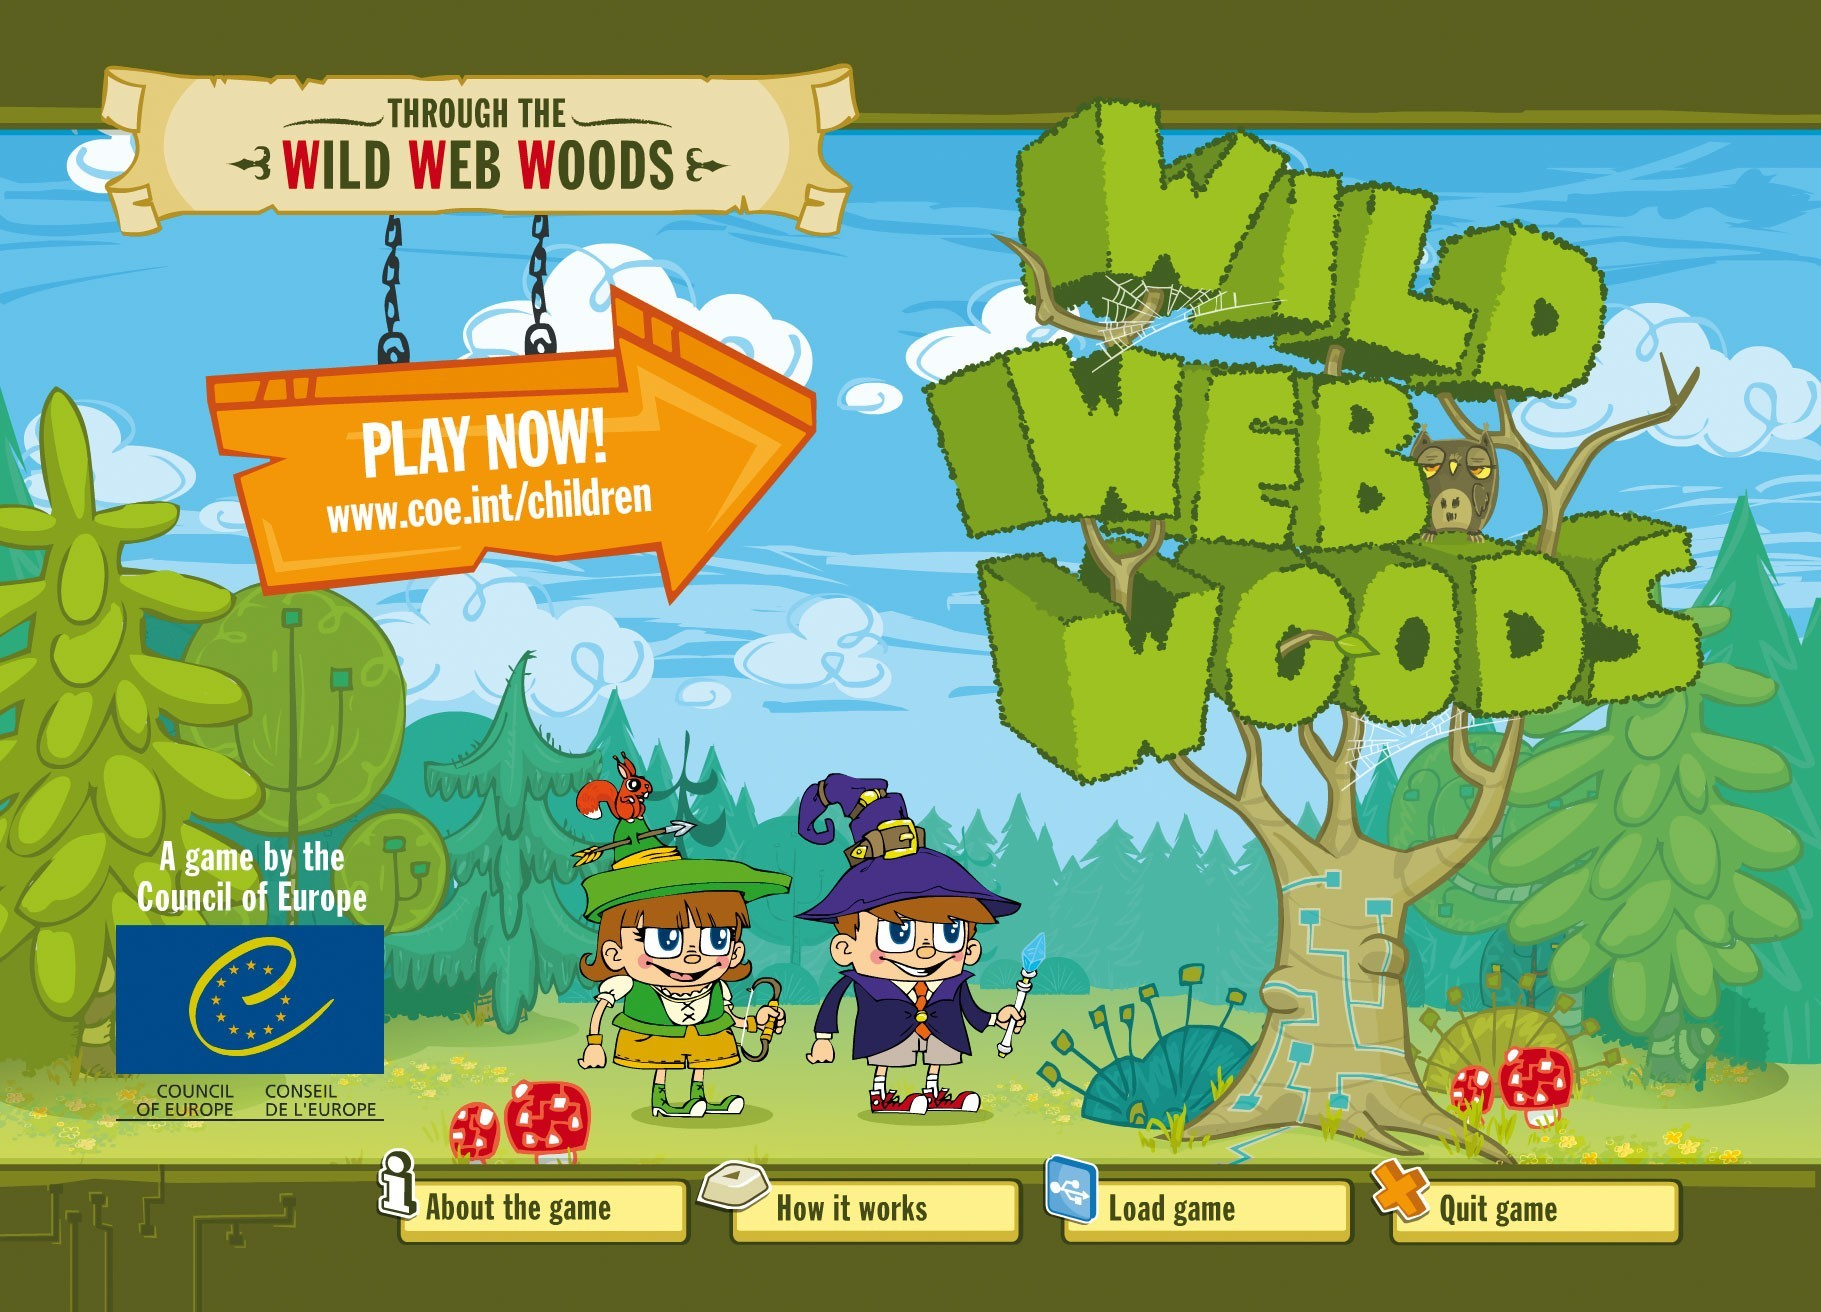 THROUGH THE
WILD WEB WOODS
PLAY NOW!
www.coe.int/children
WILD
WEB
WOODS
A game by the
Council of Europe
COUNCIL
OF EUROPE
CONSEIL
DE L'EUROPE
About the game
How it works
Load game
Quit game